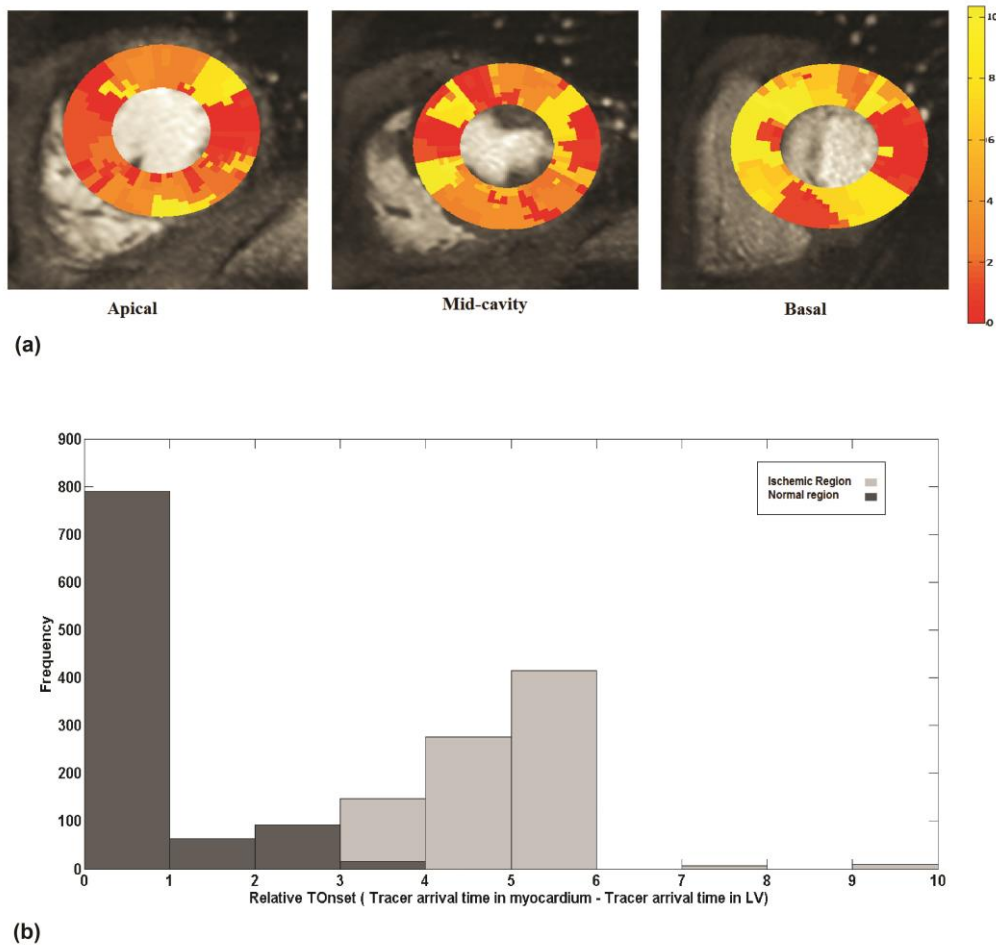 10
8
6
4
2
0
Apical
Mid-cavity
Basal
(a)
900
800
700
600
500
400
300
200
100
0
Frequency
Ischemic Region
Normal region
0 1 2 3 4 5 6 7 8 9 10
Relative TOnset ( Tracer arrival time in myocardium - Tracer arrival time in LV)
(b)